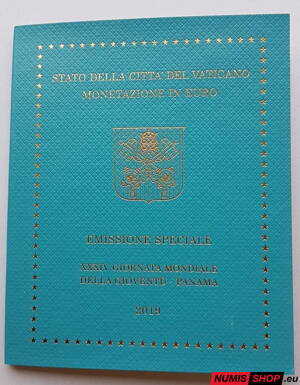 STATO DELLA CITTA' DEL VATICANO
MONETAZIONE IN EURO
EMISSIONE SPECIALE
XXXIV GIORNATA MONDIALE
DELLA GIOVENTÙ - PANAMA
2019
NUMIS SHOP.eu